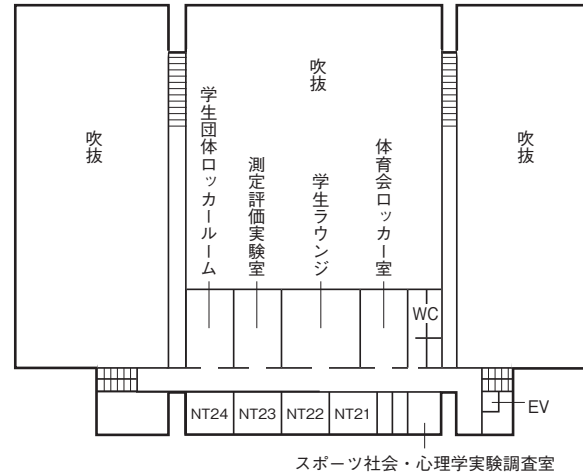 吹抜
吹抜
吹抜
学生団体ロッカールーム
測定評価実験室
学生ラウンジ
体育会ロッカー室
WC
NT24
NT23
NT22
NT21
EV
スポーツ社会・心理学実験調査室